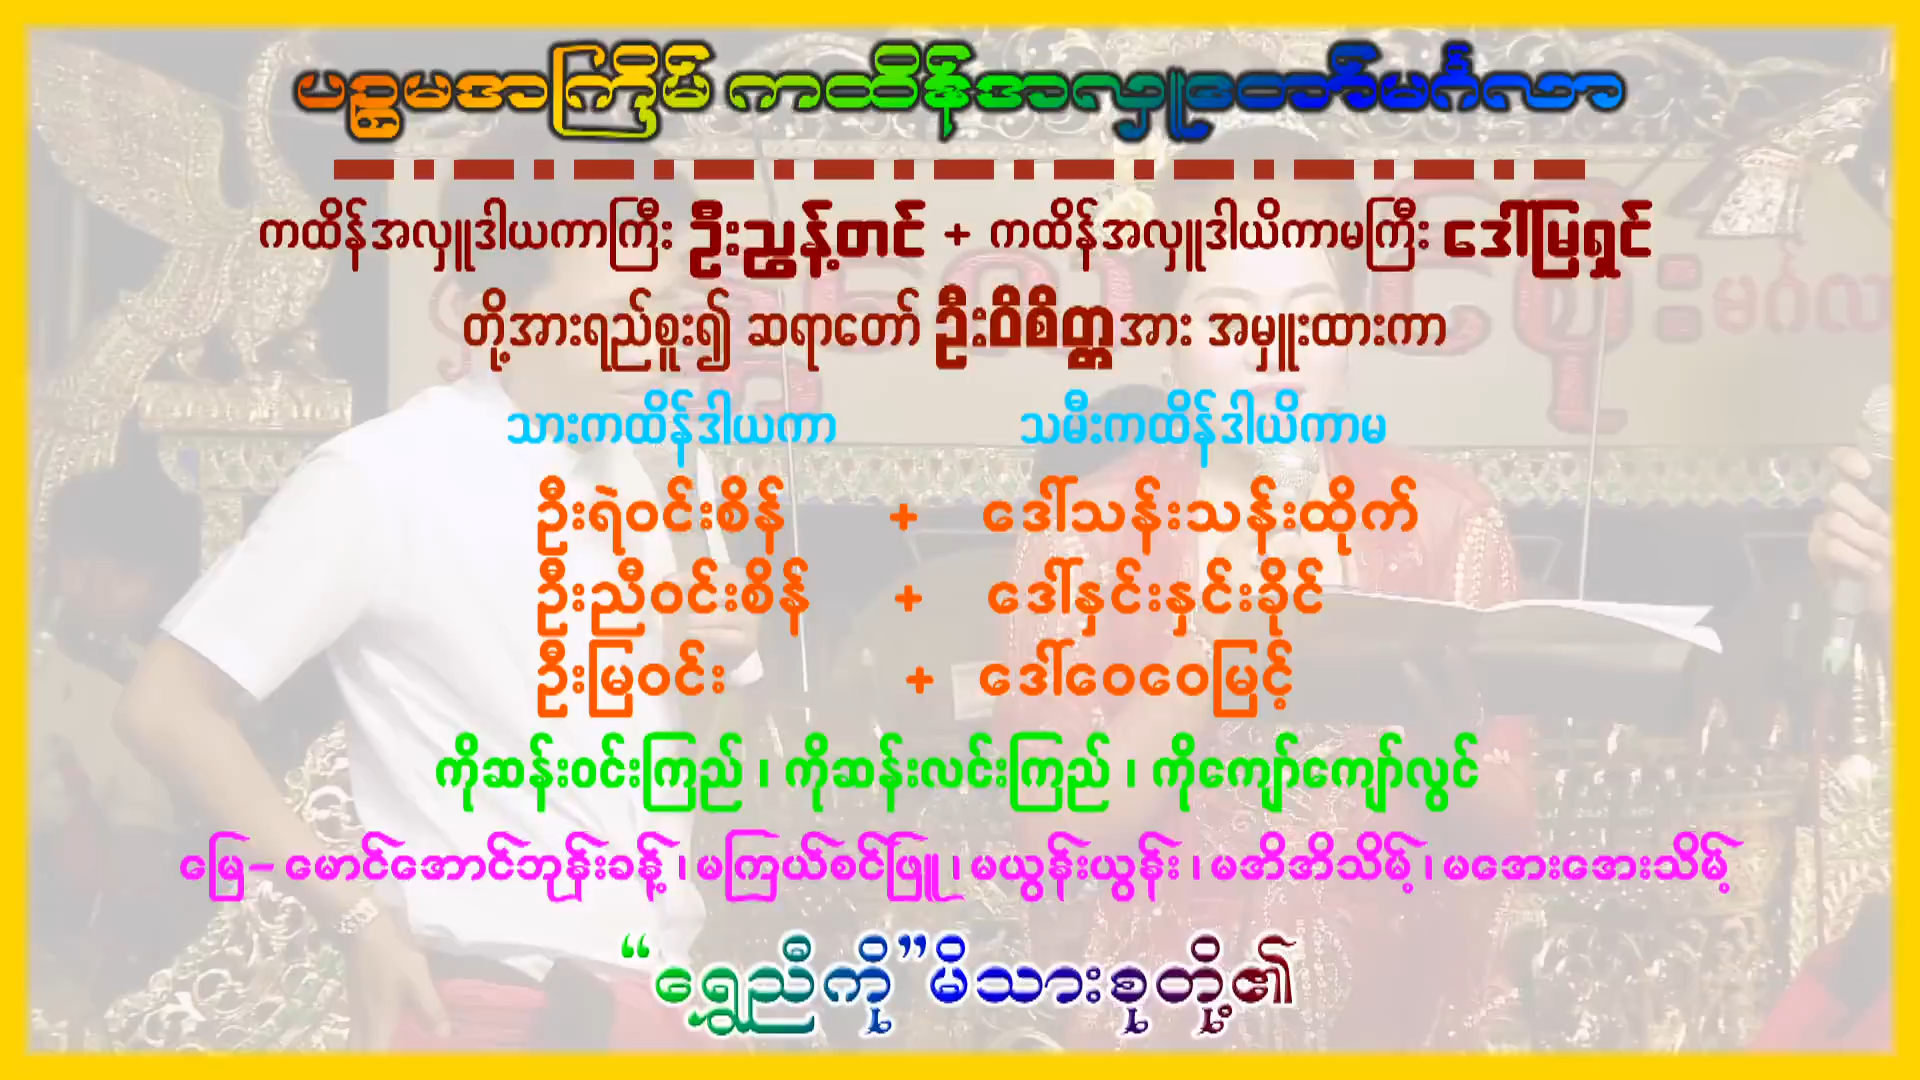 ပဉ္စမအကြိမ် ကထိန်အလှူတော်မင်္ဂလာ
ကထိန်အလှူဒါယကာကြီး ဦးညွန့်တင် + ကထိန်အလှူဒါယိကာမကြီး ဒေါ်မြရှင်
တို့အားရည်စူး၍ ဆရာတော် ဦးဝိစိတ္တအား အမှူးထားကာ
သားကထိန်ဒါယကာ သမီးကထိန်ဒါယိကာမ
ဦးရဲဝင်းစိန် + ဒေါ်သန်းသန်းထိုက်
ဦးညီဝင်းစိန် + ဒေါ်နှင်းနှင်းခိုင်
ဦးမြဝင်း + ဒေါ်ဝေဝေမြင့်
ကိုဆန်းဝင်းကြည် ၊ ကိုဆန်းလင်းကြည် ၊ ကိုကျော်ကျော်လွင်
မြေး- မောင်အောင်ဘုန်းခန့် ၊ မကြယ်စင်ဖြူ ၊ မယွန်းယွန်း ၊ မအိအိသိမ့် ၊ မအေးအေးသိမ့်
“ရွှေညီကို”မိသားစုတို့၏